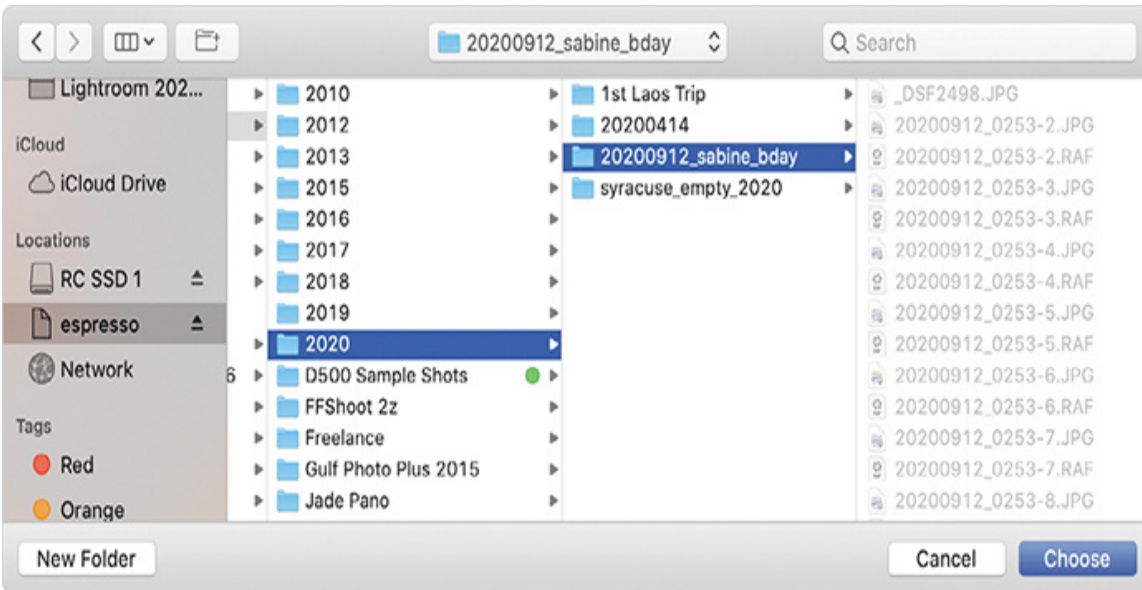 20200912_sabine_bday
Search
Lightroom 202...
iCloud
iCloud Drive
Locations
RC SSD 1
espresso
Network
Tags
Red
Orange
6
2010
2012
2013
2015
2016
2017
2018
2019
2020
D500 Sample Shots
FFShoot 2z
Freelance
Gulf Photo Plus 2015
Jade Pano
1st Laos Trip
20200414
20200912_sabine_bday
syracuse_empty_2020
_DSF2498.JPG
20200912_0253-2.JPG
20200912_0253-2.RAF
20200912_0253-3.JPG
20200912_0253-3.RAF
20200912_0253-4.JPG
20200912_0253-4.RAF
20200912_0253-5.JPG
20200912_0253-5.RAF
20200912_0253-6.JPG
20200912_0253-6.RAF
20200912_0253-7.JPG
20200912_0253-7.RAF
20200912_0253-8.JPG
New Folder
Cancel
Choose